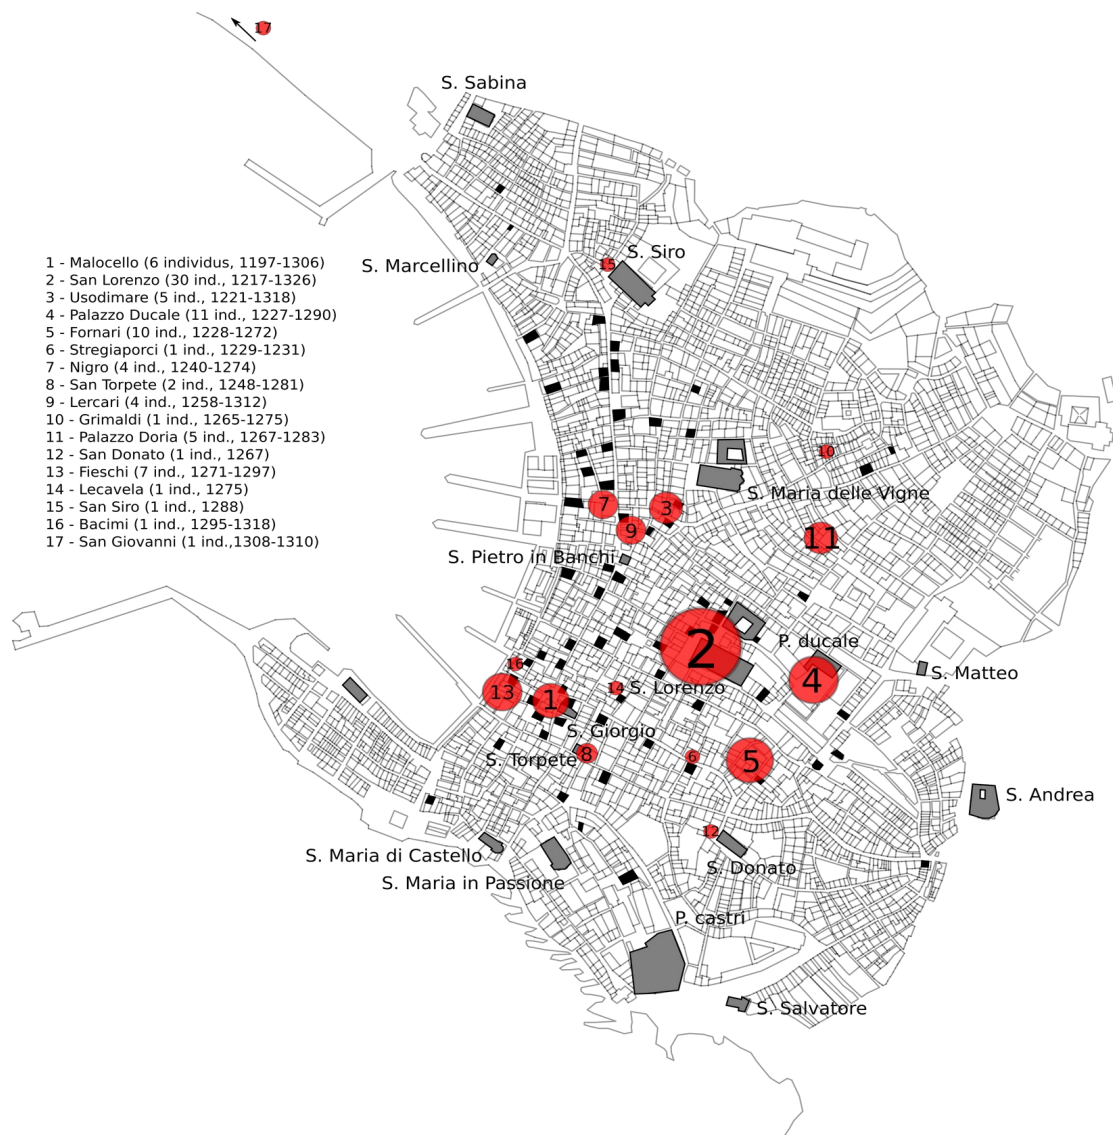 17
S. Sabina
S. Siro
15
S. Marcellino
1 - Malocello (6 individus, 1197-1306)
2 - San Lorenzo (30 ind., 1217-1326)
3 - Usodimare (5 ind., 1221-1318)
4 - Palazzo Ducale (11 ind., 1227-1290)
5 - Fornari (10 ind., 1228-1272)
6 - Stregiaporci (1 ind., 1229-1231)
7 - Nigro (4 ind., 1240-1274)
8 - San Torpete (2 ind., 1248-1281)
9 - Lercari (4 ind., 1258-1312)
10 - Grimaldi (1 ind., 1265-1275)
11 - Palazzo Doria (5 ind., 1267-1283)
12 - San Donato (1 ind., 1267)
13 - Fieschi (7 ind., 1271-1297)
14 - Lecavela (1 ind., 1275)
15 - San Siro (1 ind., 1288)
16 - Bacimi (1 ind., 1295-1318)
17 - San Giovanni (1 ind.,1308-1310)
10
S. Maria delle Vigne
7
3
9
11
S. Pietro in Banchi
2
P. ducale
16
4
S. Matteo
13
1
14
S. Lorenzo
S. Giorgio
S. Torpete
8
6
5
S. Andrea
12
S. Maria di Castello
S. Donato
S. Maria in Passione
P. castri
S. Salvatore